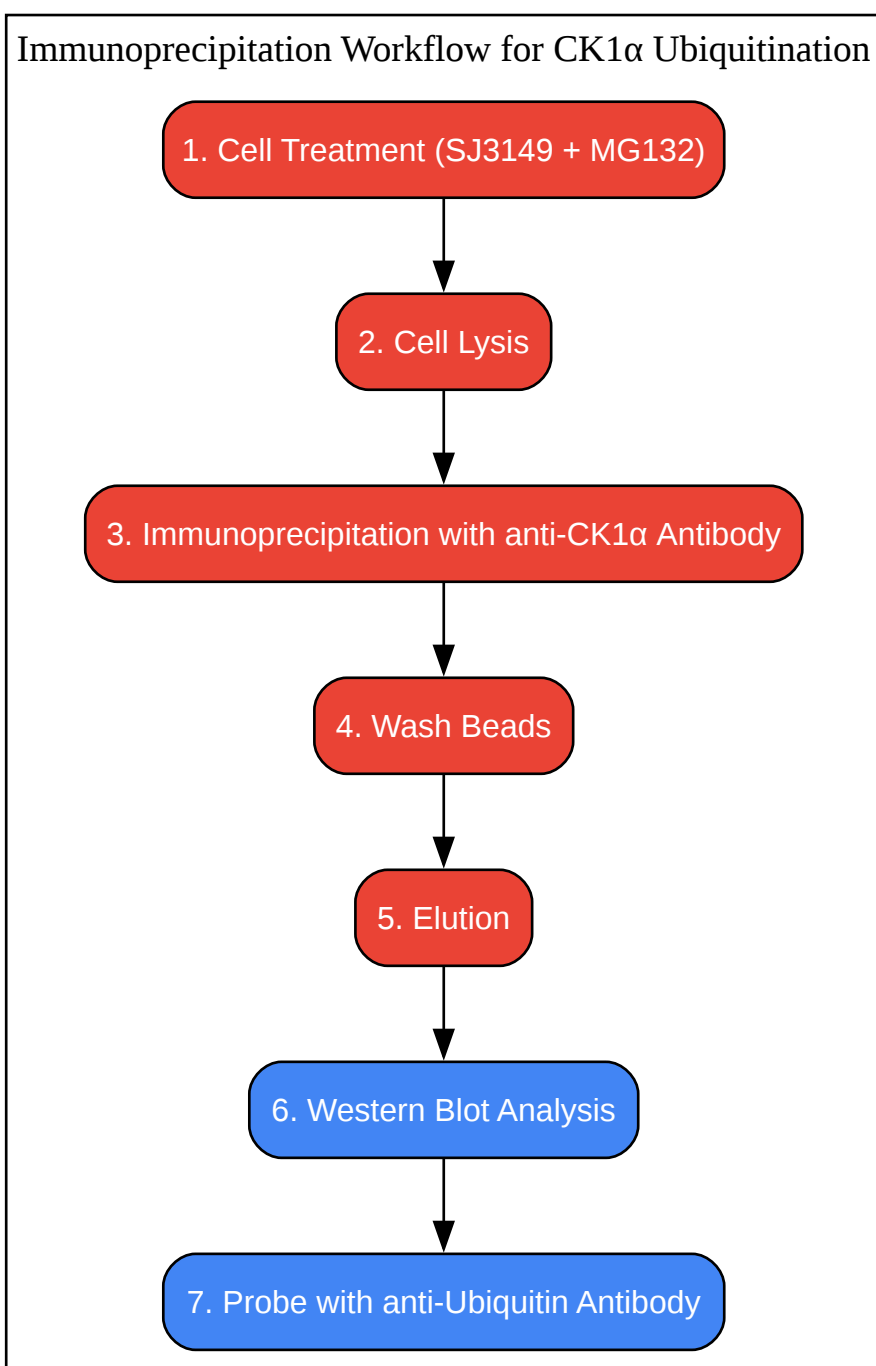 Immunoprecipitation Workflow for CK1α Ubiquitination
1. Cell Treatment (SJ3149 + MG132)
2. Cell Lysis
3. Immunoprecipitation with anti-CK1α Antibody
4. Wash Beads
5. Elution
6. Western Blot Analysis
7. Probe with anti-Ubiquitin Antibody